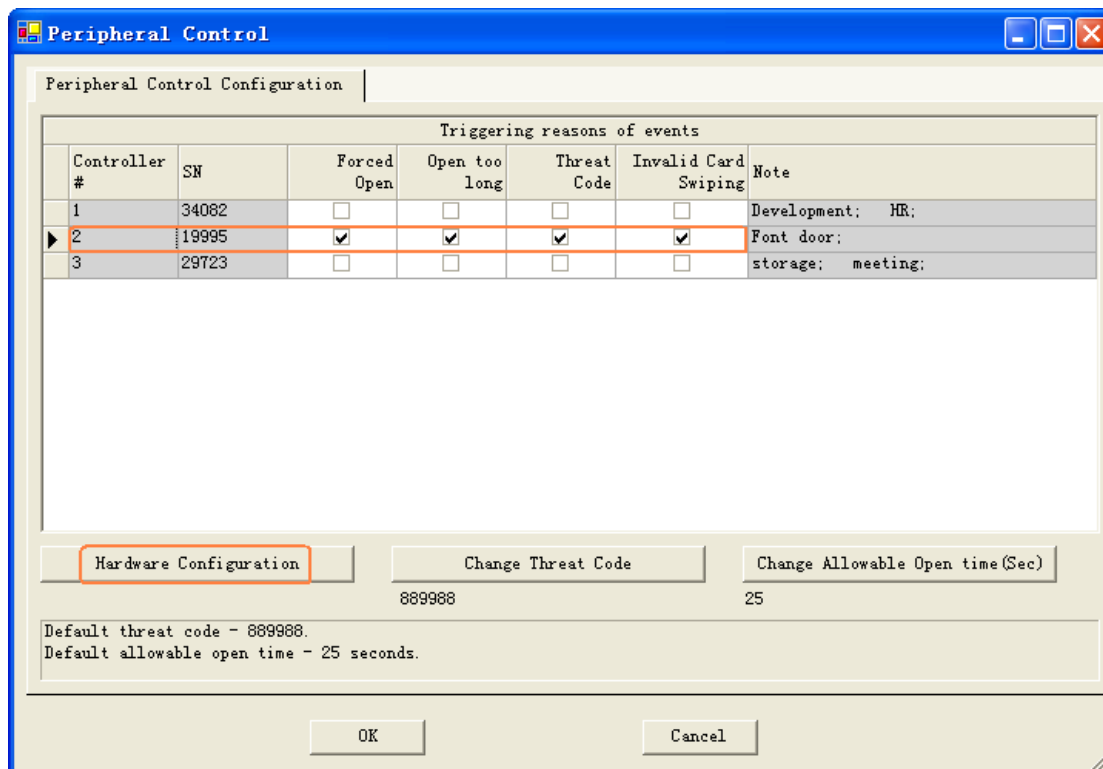 Peripheral Control
Peripheral Control Configuration
Triggering reasons of events
Controller # SN Forced Open Open too long Threat Code Invalid Card Swiping Note
1 34082 Development; HR;
2 19995 Font door;
3 29723 storage; meeting;
Hardware Configuration Change Threat Code Change Allowable Open time(Sec)
889988 25
Default threat code - 889988.
Default allowable open time - 25 seconds.
OK Cancel